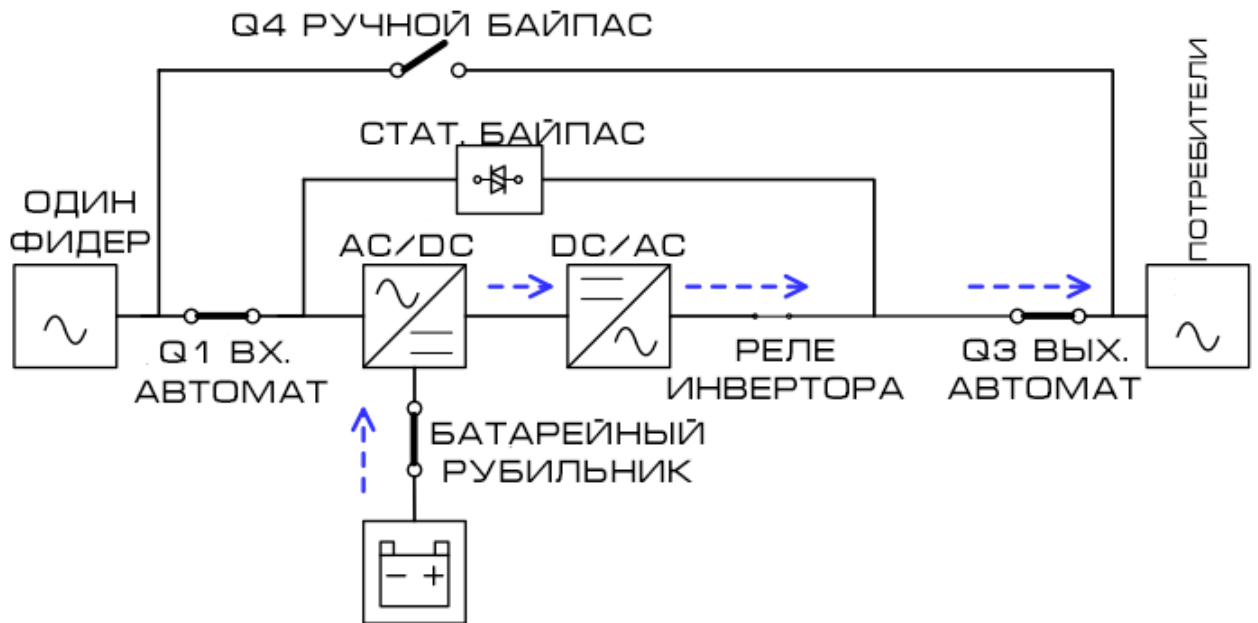 Q4 РУЧНОЙ БАЙПАС
СТАТ. БАЙПАС
ПОТРЕБИТЕЛИ
ОДИН
ФИДЕР
AC/DC
DC/AC
Q1 ВХ.
АВТОМАТ
РЕЛЕ
ИНВЕРТОРА
Q3 ВЫХ.
АВТОМАТ
БАТАРЕЙНЫЙ
РУБИЛЬНИК
- +